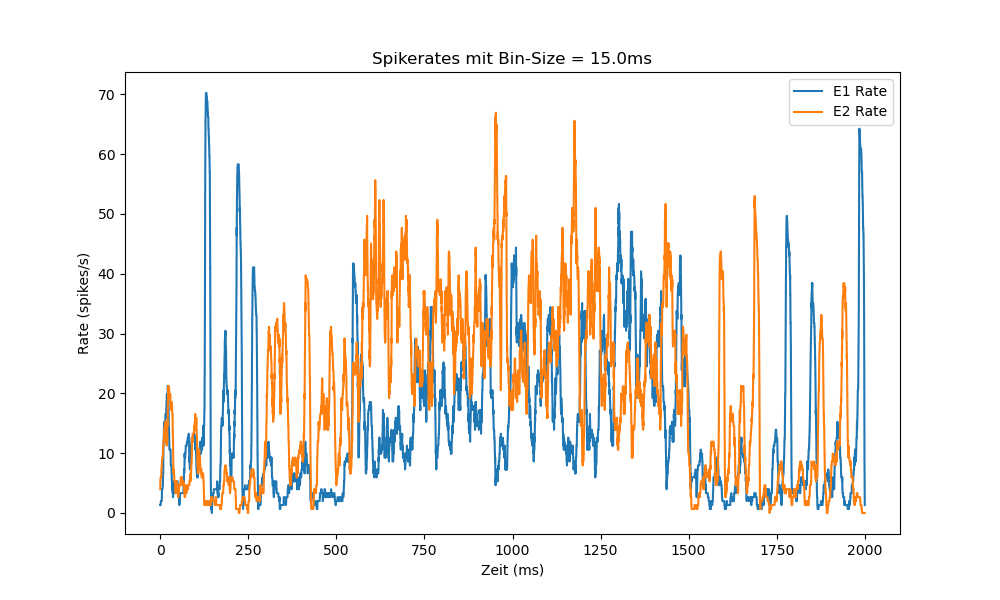 Spikerates mit Bin-Size = 15.0ms
E1 Rate
E2 Rate
70
60
50
40
30
20
10
0
Rate (spikes/s)
0 250 500 750 1000 1250 1500 1750 2000
Zeit (ms)